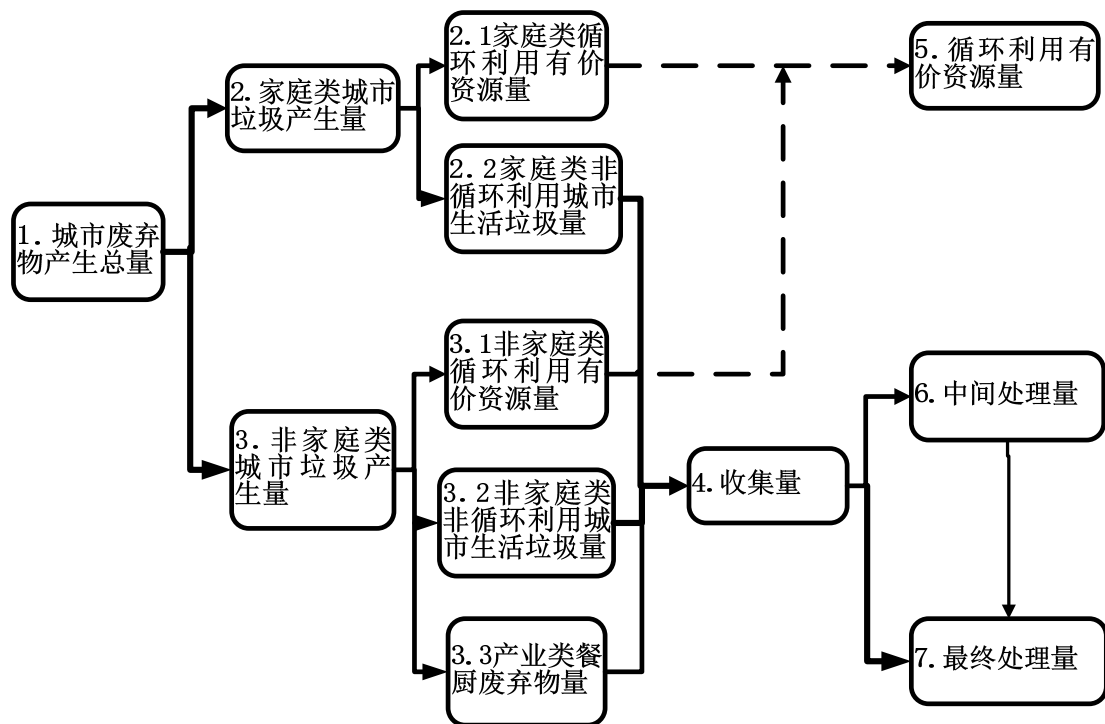 2.1家庭类循
环利用有价
资源量
5. 循环利用有
价资源量
2. 家庭类城市
垃圾产生量
2.2家庭类非
循环利用城市
生活垃圾量
1. 城市废弃
物产生总量
3.1非家庭类
循环利用有
价资源量
6. 中间处理量
3. 非家庭类
城市垃圾产
生量
4. 收集量
3.2非家庭类
非循环利用城
市生活垃圾量
3.3产业类餐
厨废弃物量
7. 最终处理量